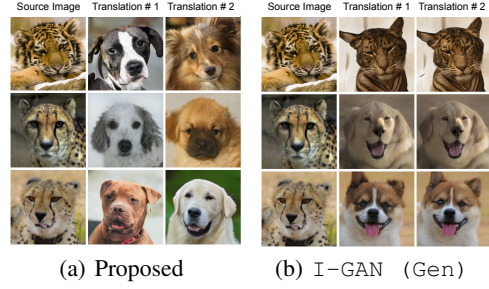 Source Image Translation # 1 Translation # 2 Source Image Translation # 1 Translation # 2
(a) Proposed (b) I-GAN (Gen)